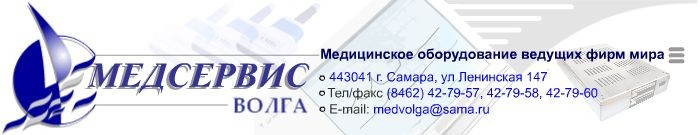 МЕДСЕРВИС
ВОЛГА
Медицинское оборудование ведущих фирм мира
443041 г. Самара, ул Ленинская 147
Тел/факс (8462) 42-79-57, 42-79-58, 42-79-60
E-mail: medvolga@sama.ru